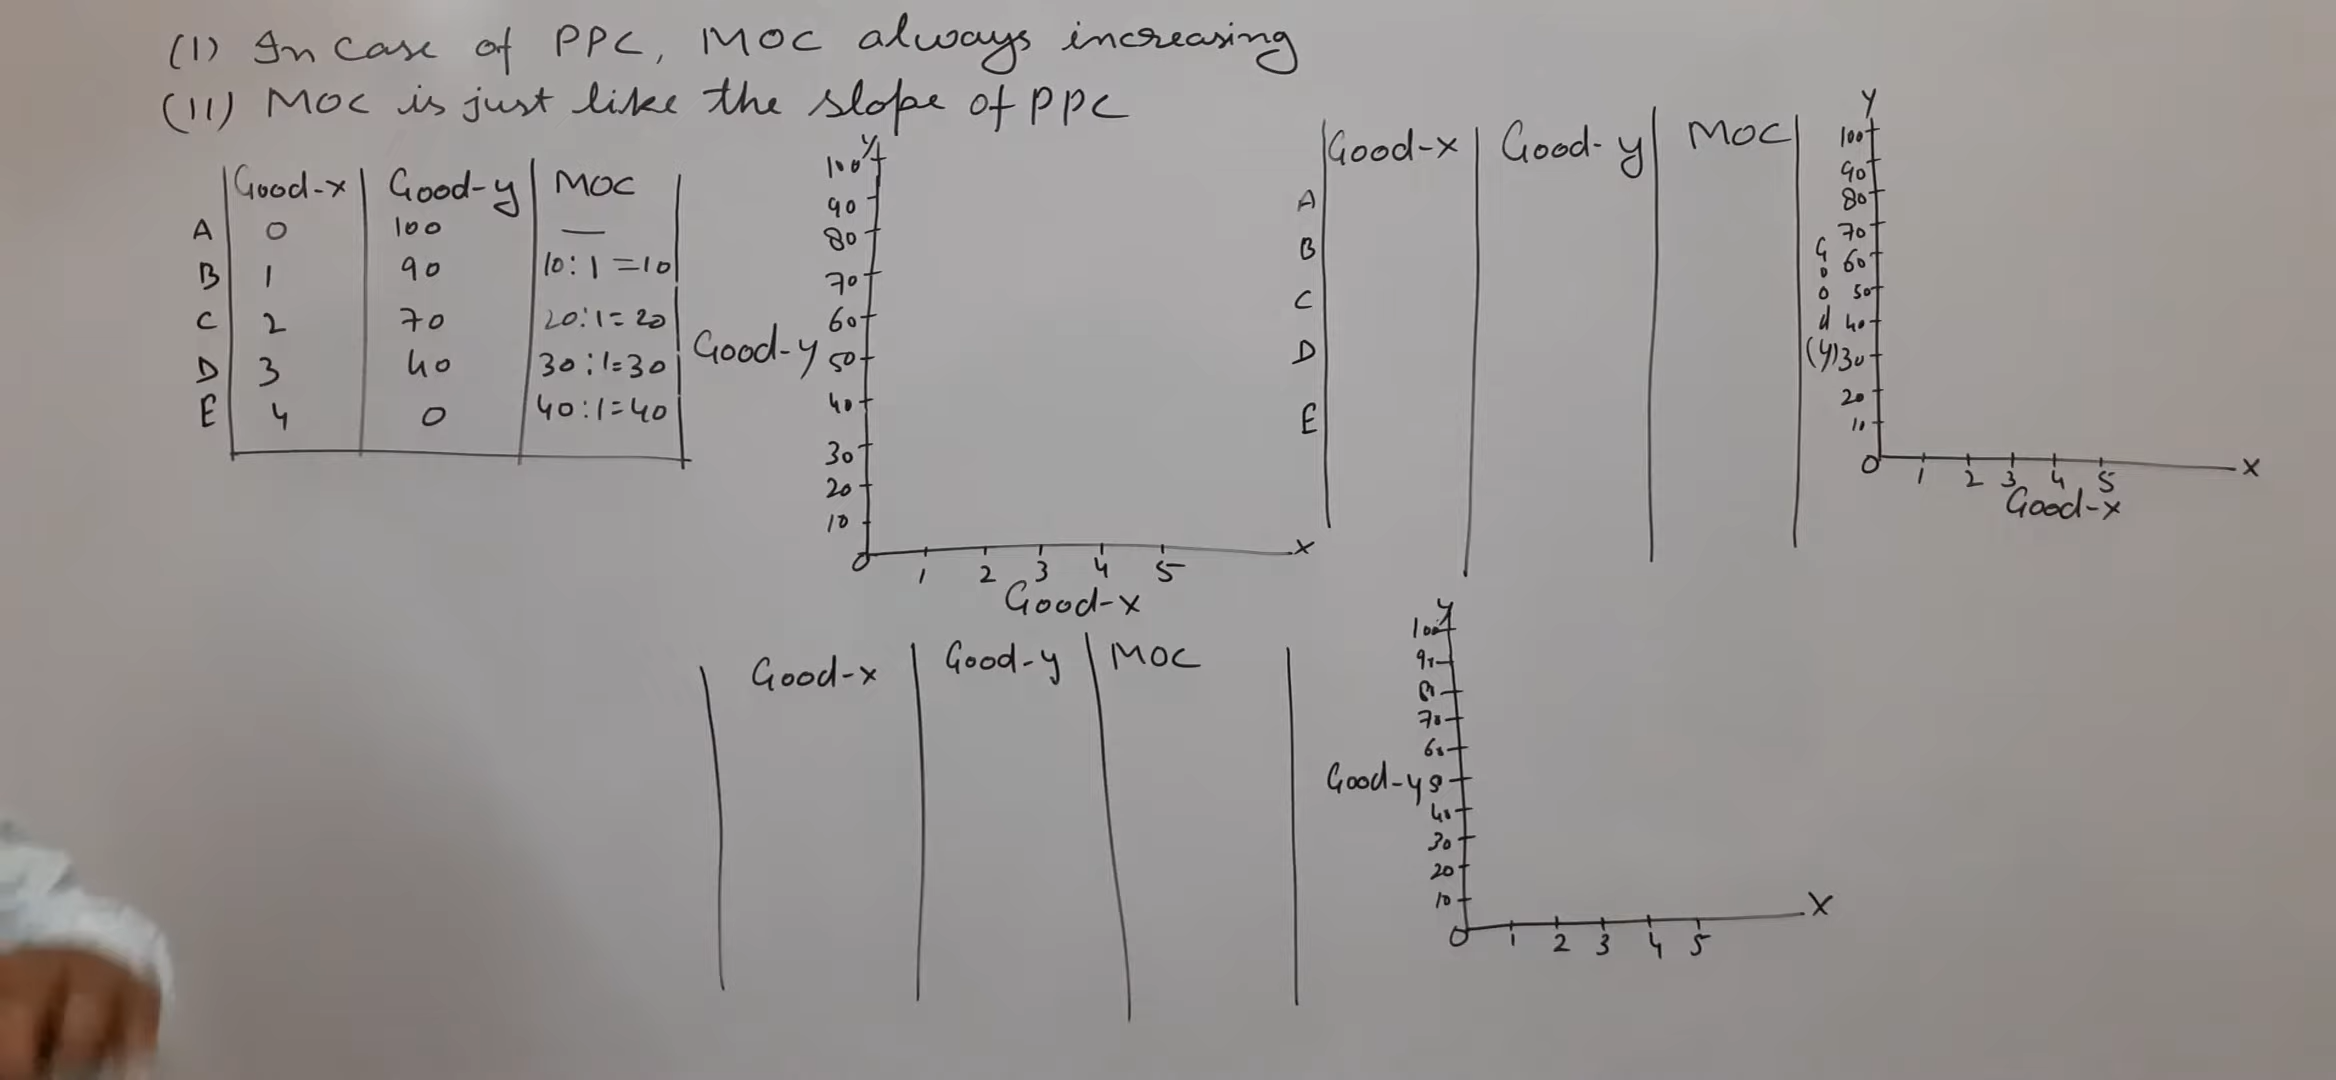 (I) In Case of PPC, MOC always increasing
(II) MOC is just like the slope of PPC
Good-x Good-y MOC
A 0 100 —
B 1 90 10:1=10
C 2 70 20:1=20
D 3 40 30:1=30
E 4 0 40:1=40
Y
100
90
80
70
60
Good-y 50
40
30
20
10
0 1 2 3 4 5 X
Good-x
Good-x Good-y MOC
A
B
C
D
E
Y
100
90
80
70
60
50
40
30
20
10
Good (y)
0 1 2 3 4 5 X
Good-x
Good-x Good-y MOC
Y
100
70
60
Good-y
40
30
20
10
0 1 2 3 4 5 X